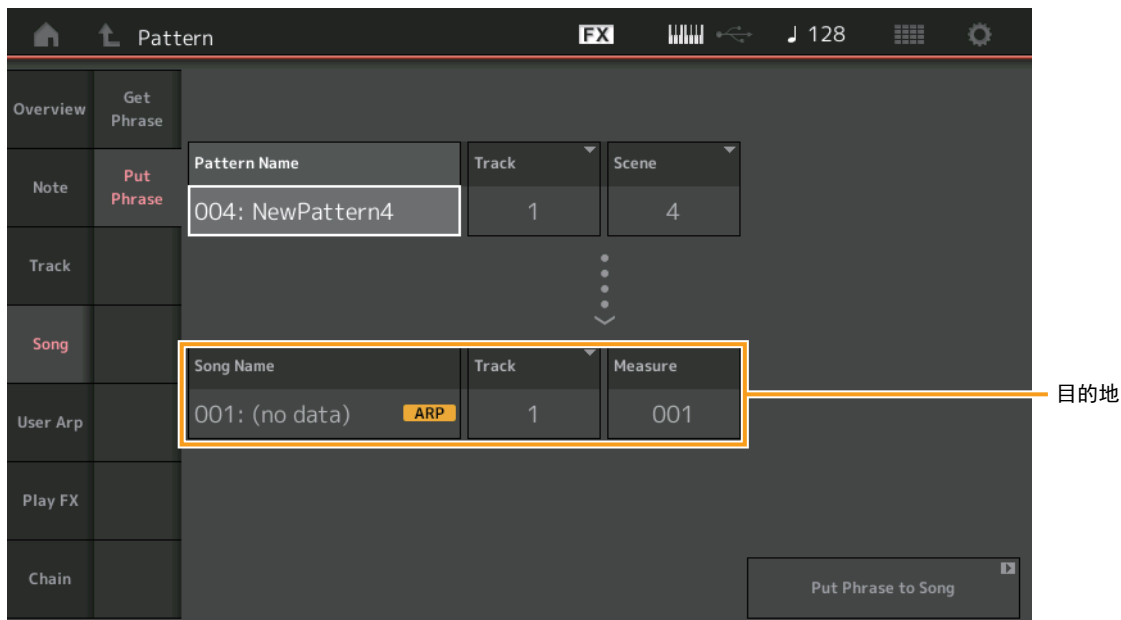 Pattern
FX
♩ 128
Overview
Get
Phrase
Note
Put
Phrase
Pattern Name
Track
Scene
004: NewPattern4
1
4
Track
Song
Song Name
Track
Measure
001: (no data)
ARP
1
001
目的地
User Arp
Play FX
Chain
Put Phrase to Song